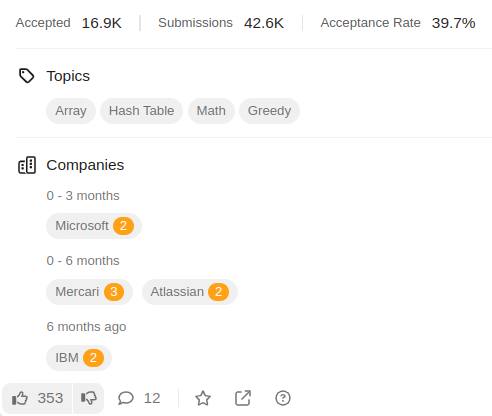 Accepted 16.9K Submissions 42.6K Acceptance Rate 39.7%
Topics
Array Hash Table Math Greedy
Companies
0 - 3 months
Microsoft 2
0 - 6 months
Mercari 3 Atlassian 2
6 months ago
IBM 2
353 12